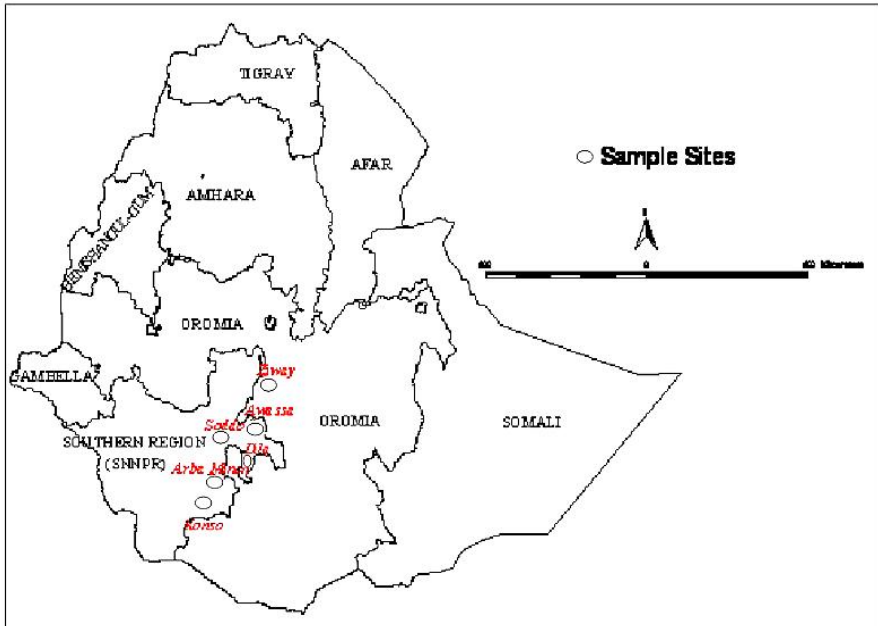 TIGRAY
AFAR
Sample Sites
AMHARA
N
OROMIA
GAMBELLA
Ziway
Awassa
Soddo
OROMIA
SOMALI
SOUTHERN REGION
(SNNPR)
Dila
Arba Minch
Konso